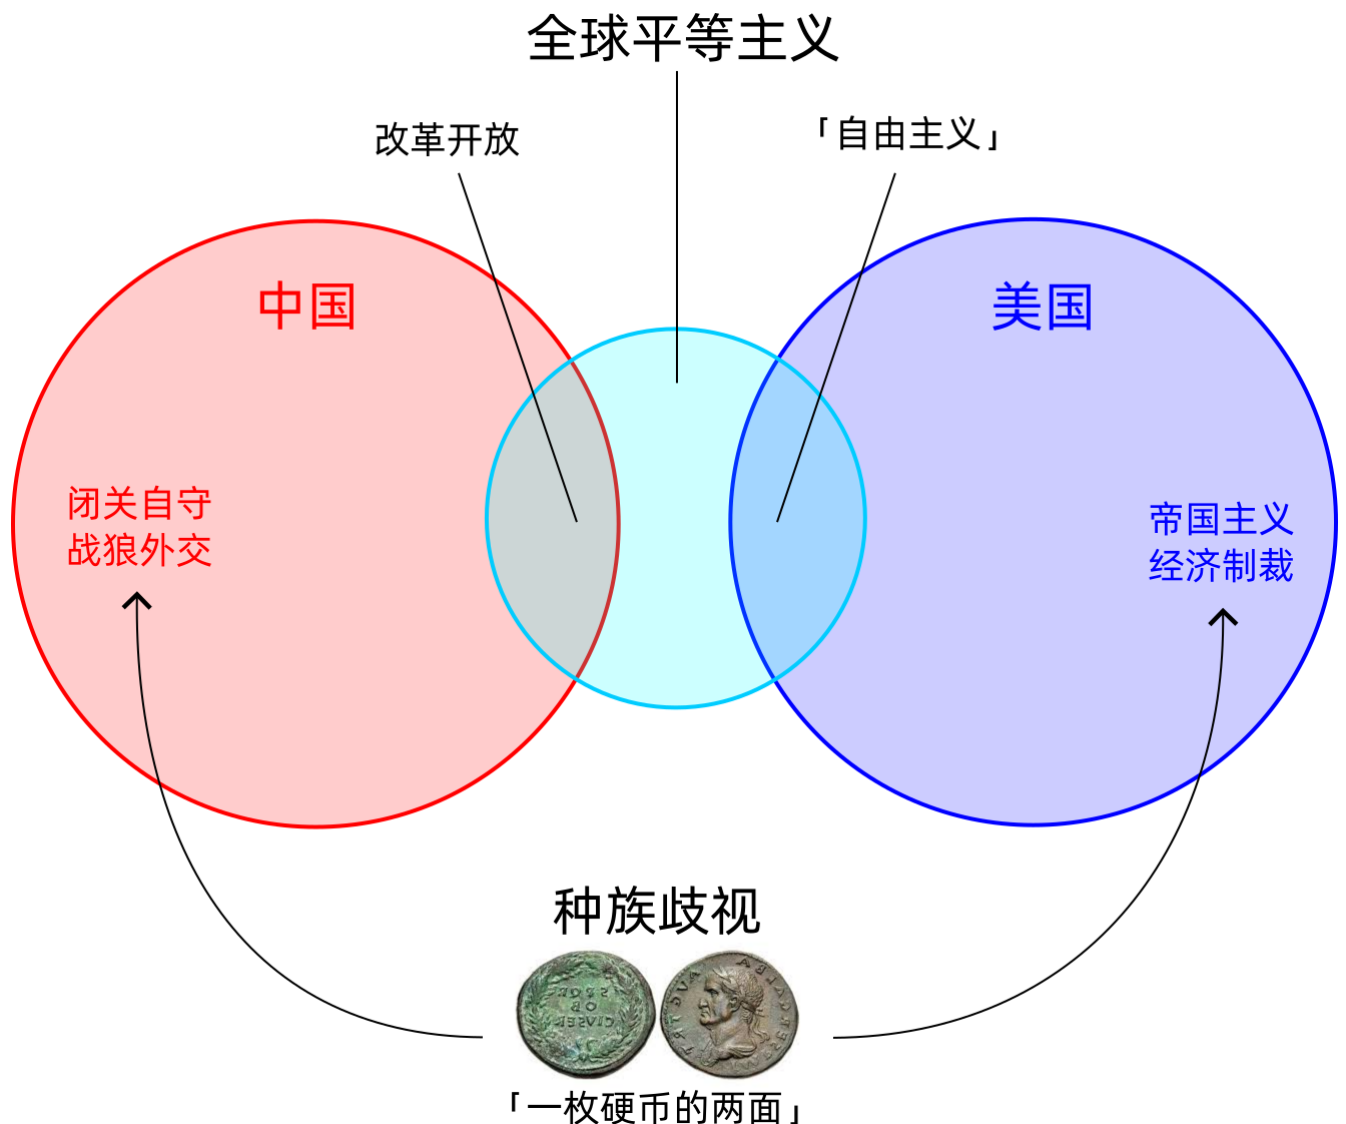 全球平等主义
改革开放
「自由主义」
中国
美国
闭关自守
战狼外交
帝国主义
经济制裁
种族歧视
「一枚硬币的两面」